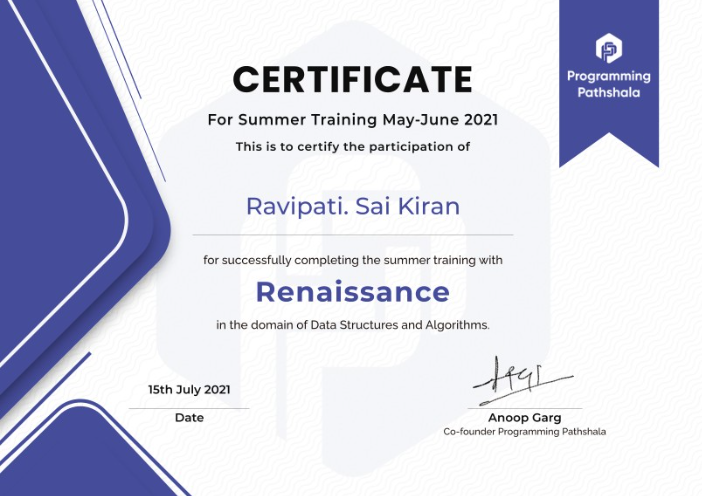 Programming
Pathshala
CERTIFICATE
For Summer Training May-June 2021
This is to certify the participation of
Ravipati. Sai Kiran
for successfully completing the summer training with
Renaissance
in the domain of Data Structures and Algorithms.
15th July 2021
Date
Anoop Garg
Co-founder Programming Pathshala